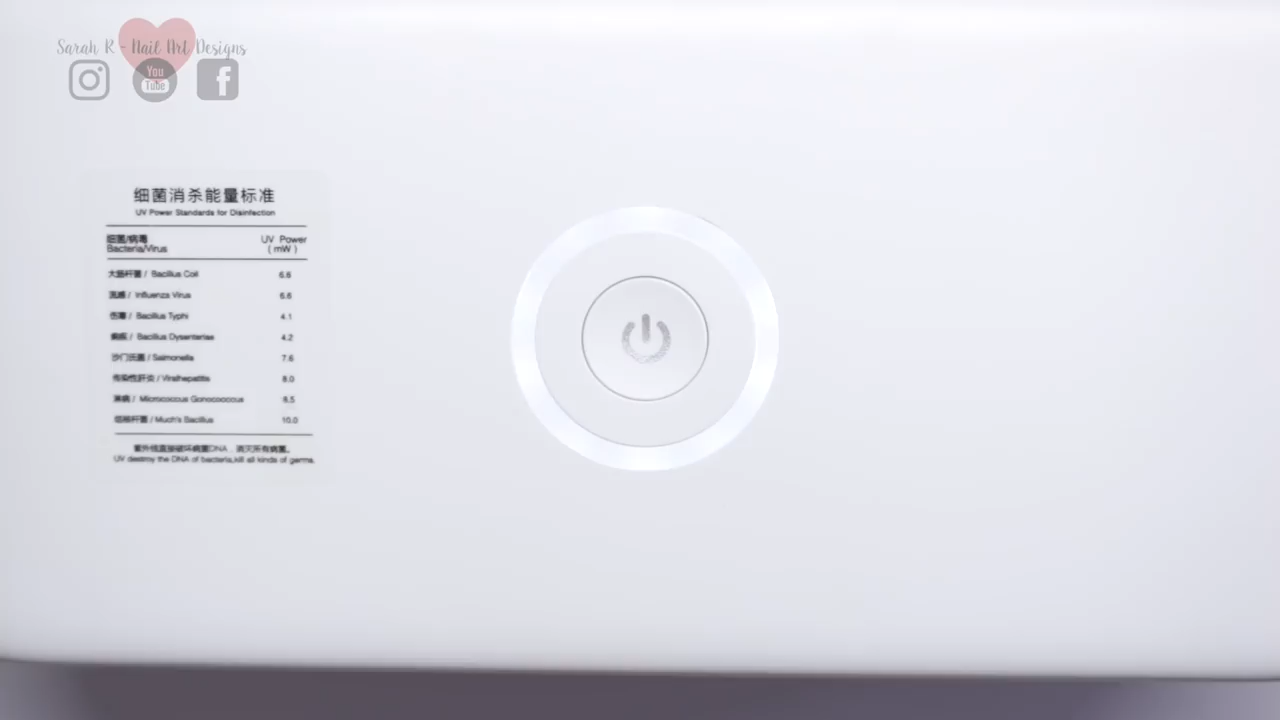 Sarah R - Nail Art Designs
You
Tube
细菌消杀能量标准
UV Power Standards for Disinfection
细菌/病毒 UV Power
Bacteria/Virus ( mW )
大肠杆菌 / Bacillus Coli 6.6
流感 / Influenza Virus 6.6
伤寒 / Bacillus Typhi 4.1
痢疾 / Bacillus Dysenteriae 4.2
沙门氏菌 / Salmonella 7.6
传染性肝炎 / Viralhepatitis 8.0
淋病 / Micrococcus Gonococcous 8.5
结核杆菌 / Much's Bacillus 10.0
紫外线直接破坏病菌DNA，消灭所有病菌。
UV destroy the DNA of bacteria,kill all kinds of germs.